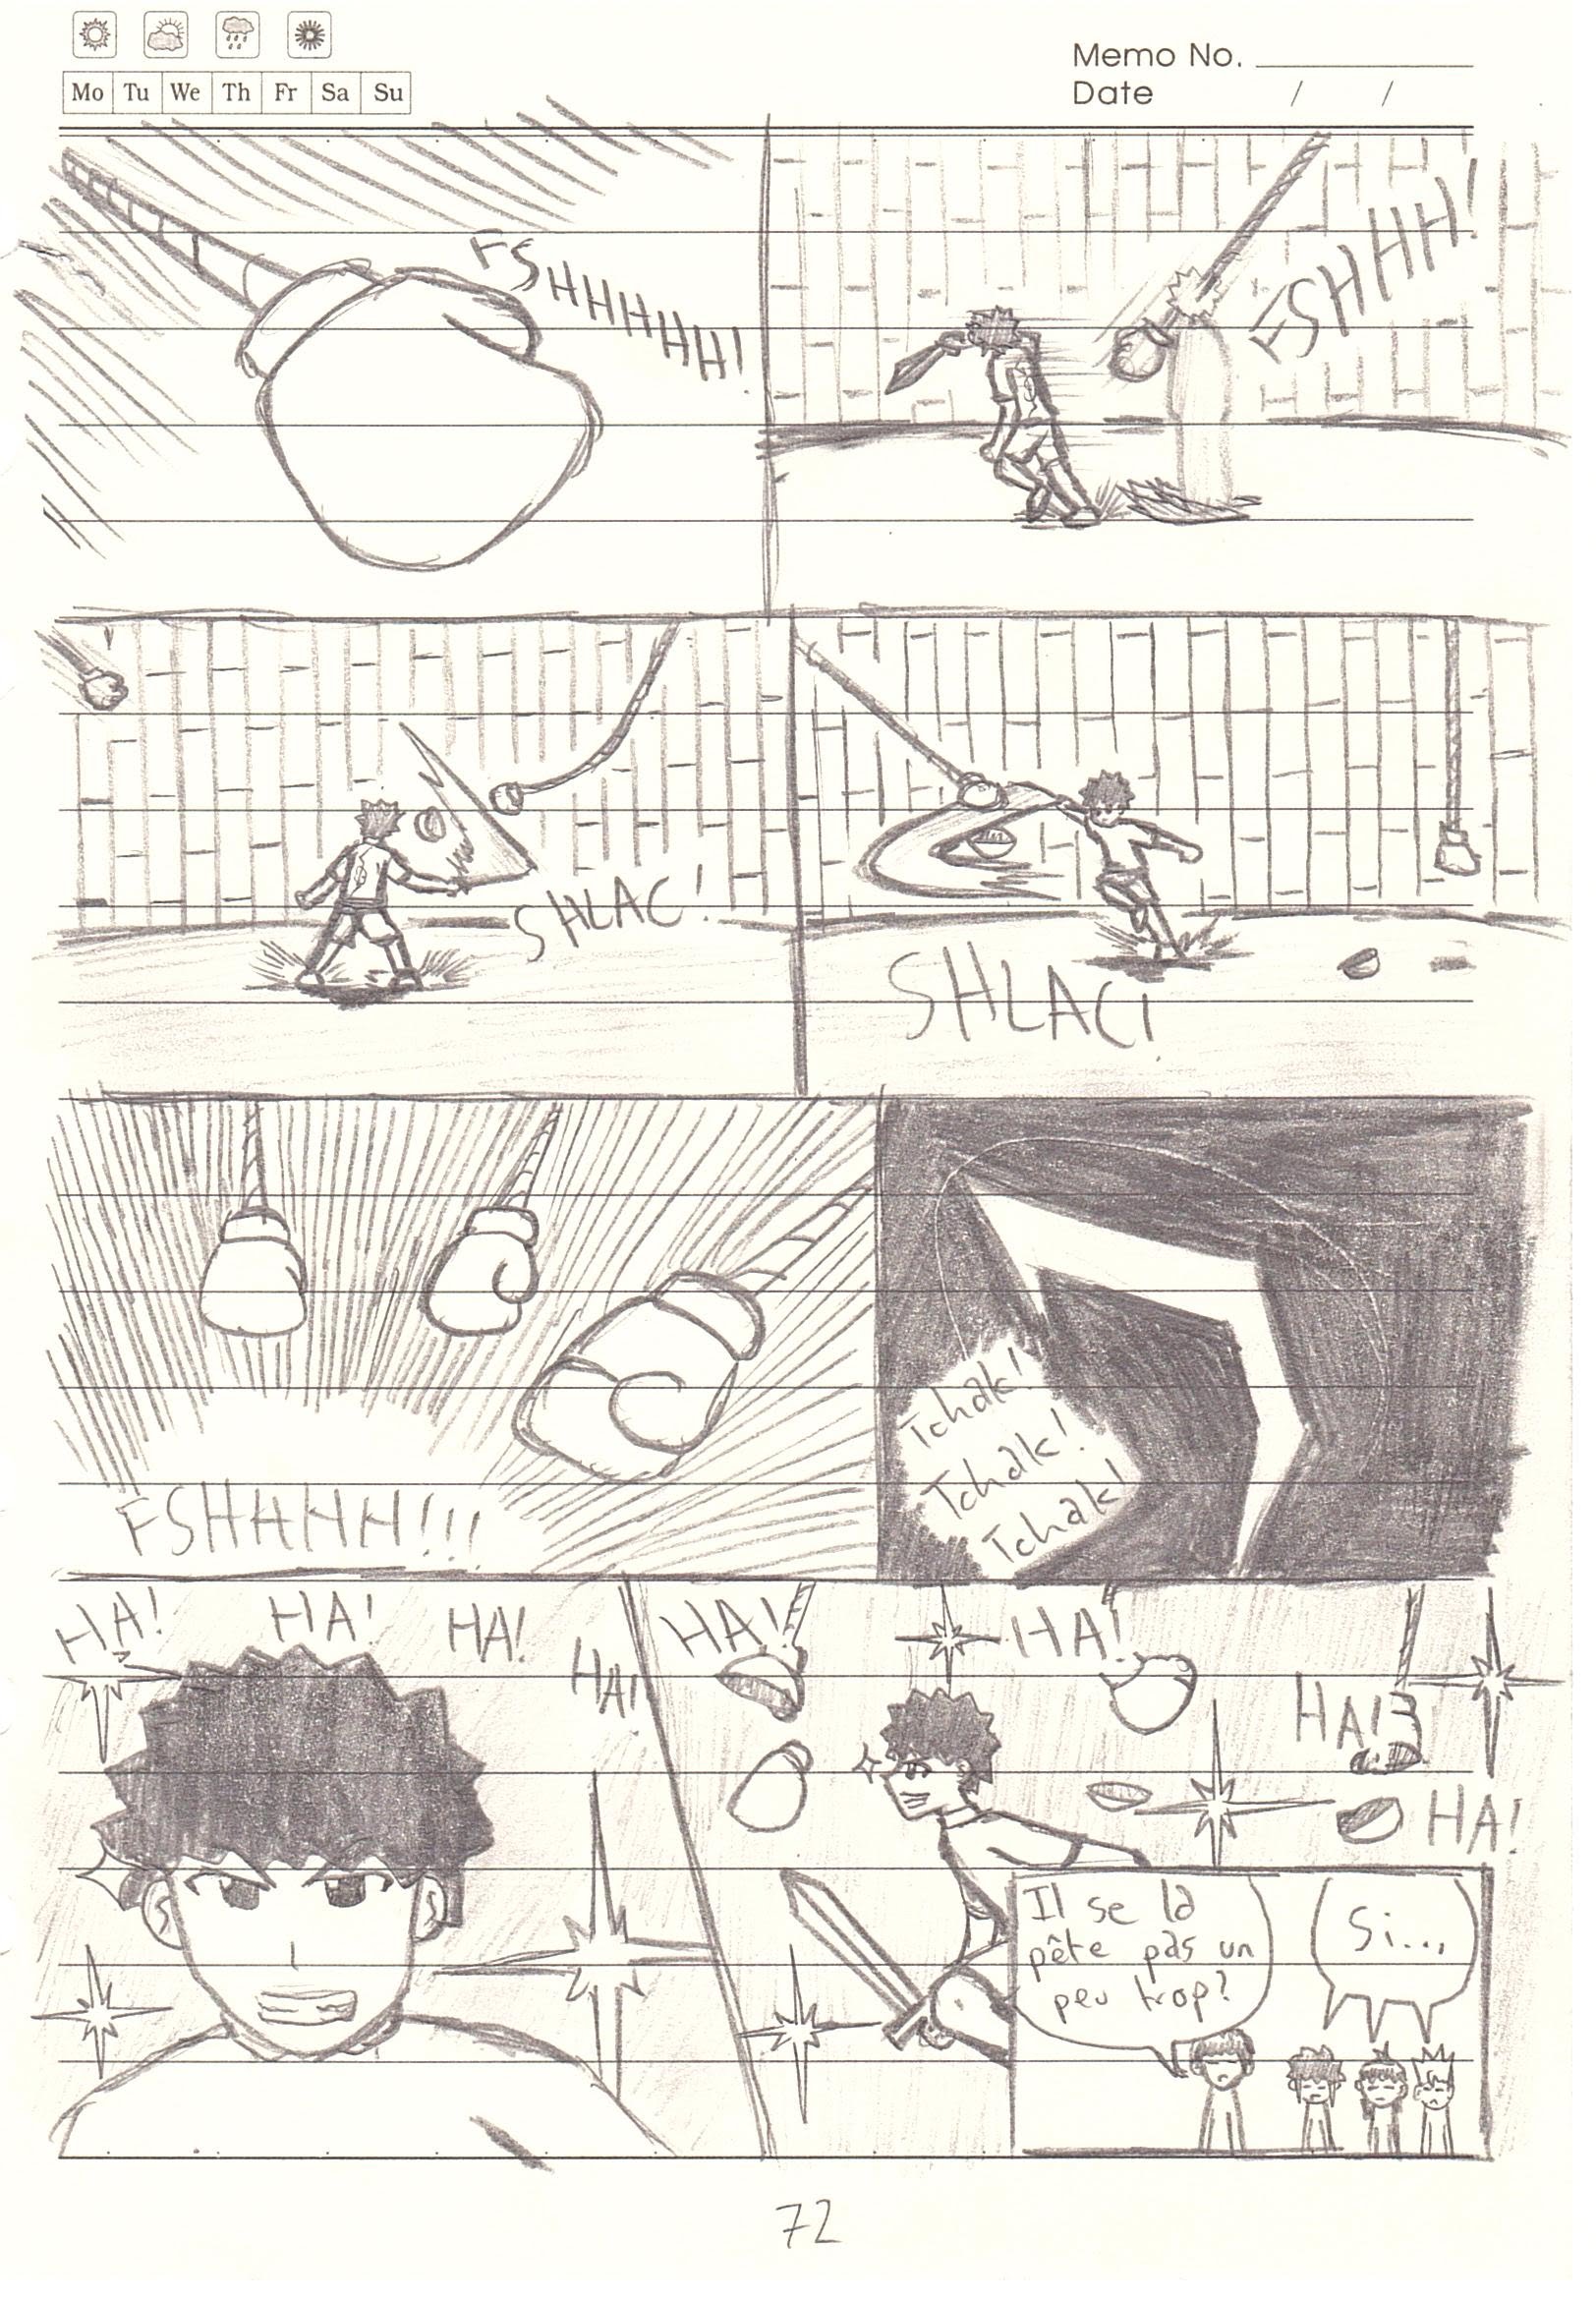 Mo Tu We Th Fr Sa Su
Memo No.
Date / /
FSHHHHHH!
FSHHH!
SHLAC!
SHLAC!
FSHHHH!!!
Tchak!
Tchak!
Tchak!
HA!
HA!
HA!
HA!
HA!
HA!
HA!
HA!
Il se la
pête pas un
peu trop?
Si...
72